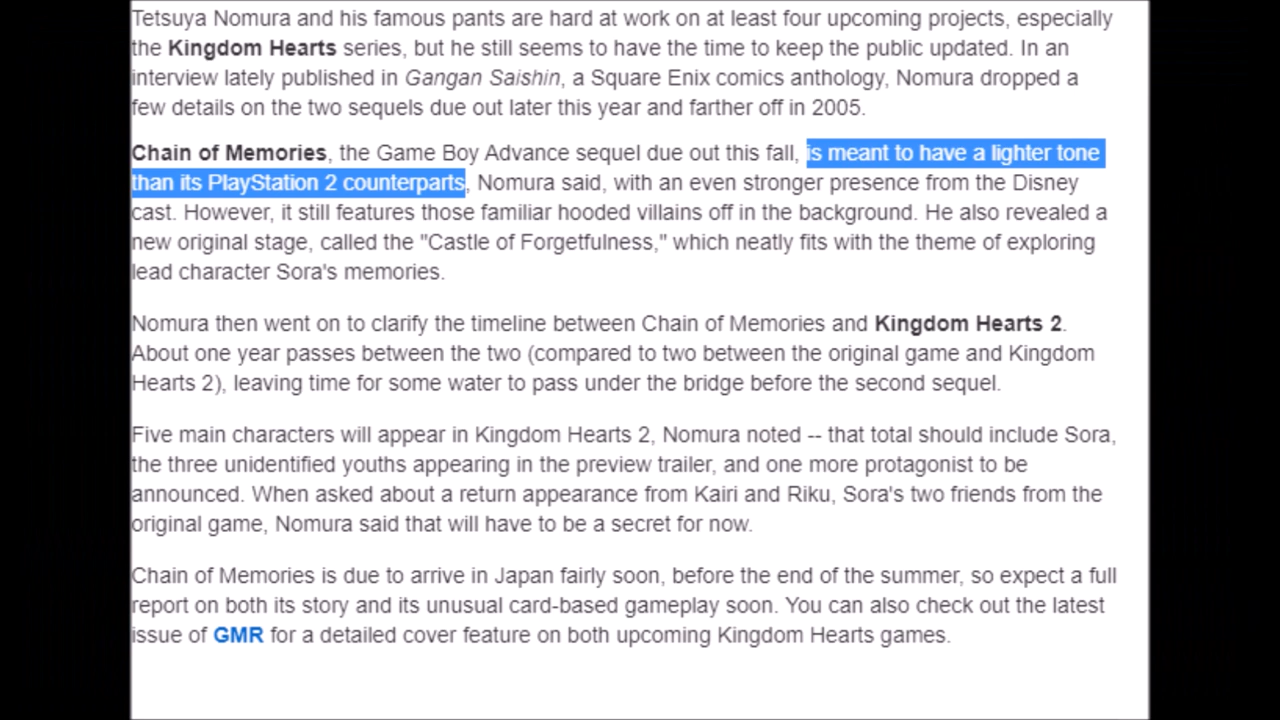 Tetsuya Nomura and his famous pants are hard at work on at least four upcoming projects, especially
the Kingdom Hearts series, but he still seems to have the time to keep the public updated. In an
interview lately published in Gangan Saishin, a Square Enix comics anthology, Nomura dropped a
few details on the two sequels due out later this year and farther off in 2005.
Chain of Memories, the Game Boy Advance sequel due out this fall, is meant to have a lighter tone
than its PlayStation 2 counterparts, Nomura said, with an even stronger presence from the Disney
cast. However, it still features those familiar hooded villains off in the background. He also revealed a
new original stage, called the "Castle of Forgetfulness," which neatly fits with the theme of exploring
lead character Sora's memories.
Nomura then went on to clarify the timeline between Chain of Memories and Kingdom Hearts 2.
About one year passes between the two (compared to two between the original game and Kingdom
Hearts 2), leaving time for some water to pass under the bridge before the second sequel.
Five main characters will appear in Kingdom Hearts 2, Nomura noted -- that total should include Sora,
the three unidentified youths appearing in the preview trailer, and one more protagonist to be
announced. When asked about a return appearance from Kairi and Riku, Sora's two friends from the
original game, Nomura said that will have to be a secret for now.
Chain of Memories is due to arrive in Japan fairly soon, before the end of the summer, so expect a full
report on both its story and its unusual card-based gameplay soon. You can also check out the latest
issue of GMR for a detailed cover feature on both upcoming Kingdom Hearts games.